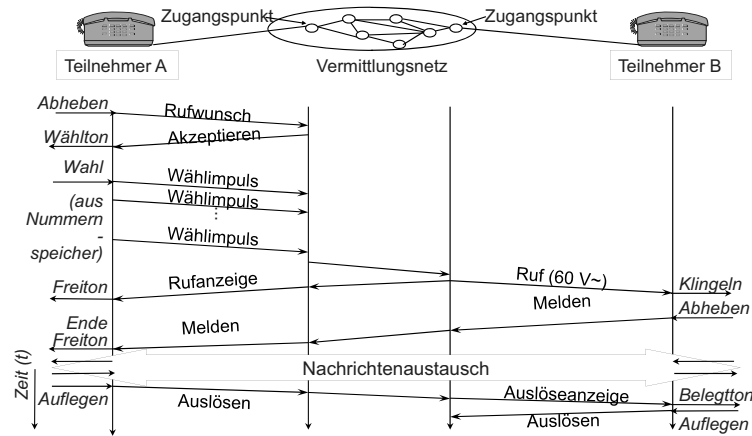 Zugangspunkt
Zugangspunkt
Teilnehmer A
Vermittlungsnetz
Teilnehmer B
Abheben
Rufwunsch
Wählton
Akzeptieren
Wahl
Wählimpuls
(aus
Wählimpuls
...
Nummern
-
speicher)
Wählimpuls
Freiton
Rufanzeige
Ruf (60 V~)
Klingeln
Melden
Abheben
Ende
Freiton
Melden
Nachrichtenaustausch
Zeit (t)
Auflegen
Auslösen
Auslöseanzeige
Belegtton
Auslösen
Auflegen